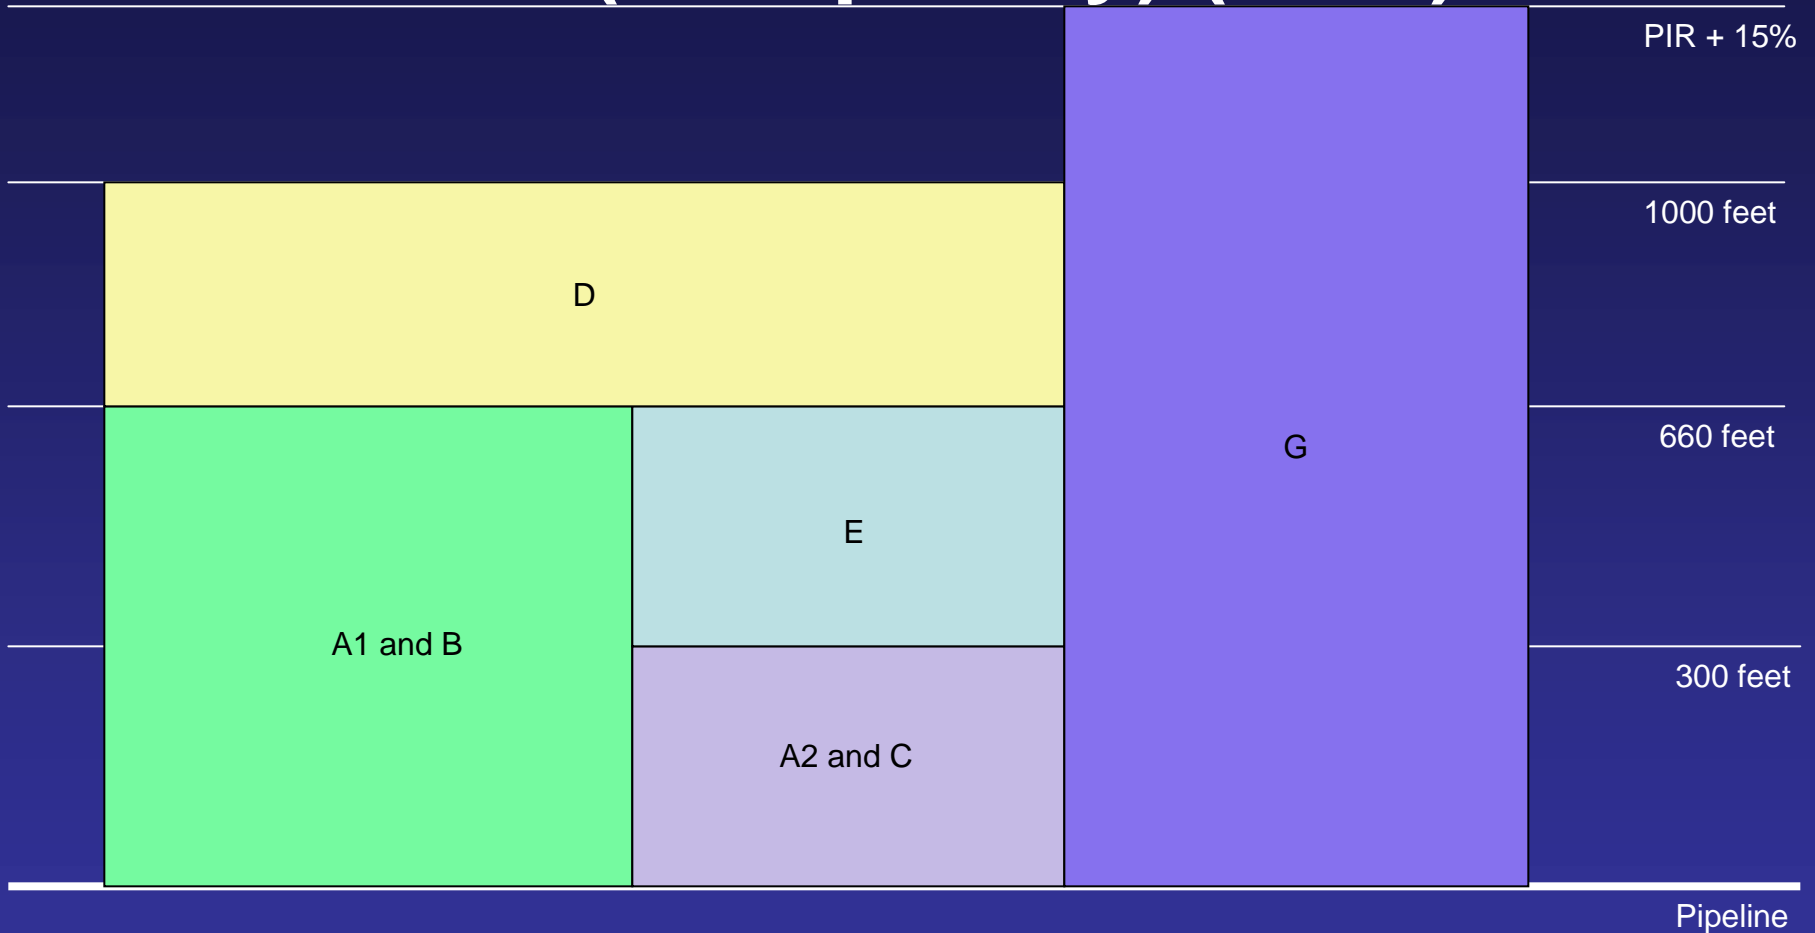 PIR + 15%
1000 feet
D
660 feet
G
E
A1 and B
300 feet
A2 and C
Pipeline